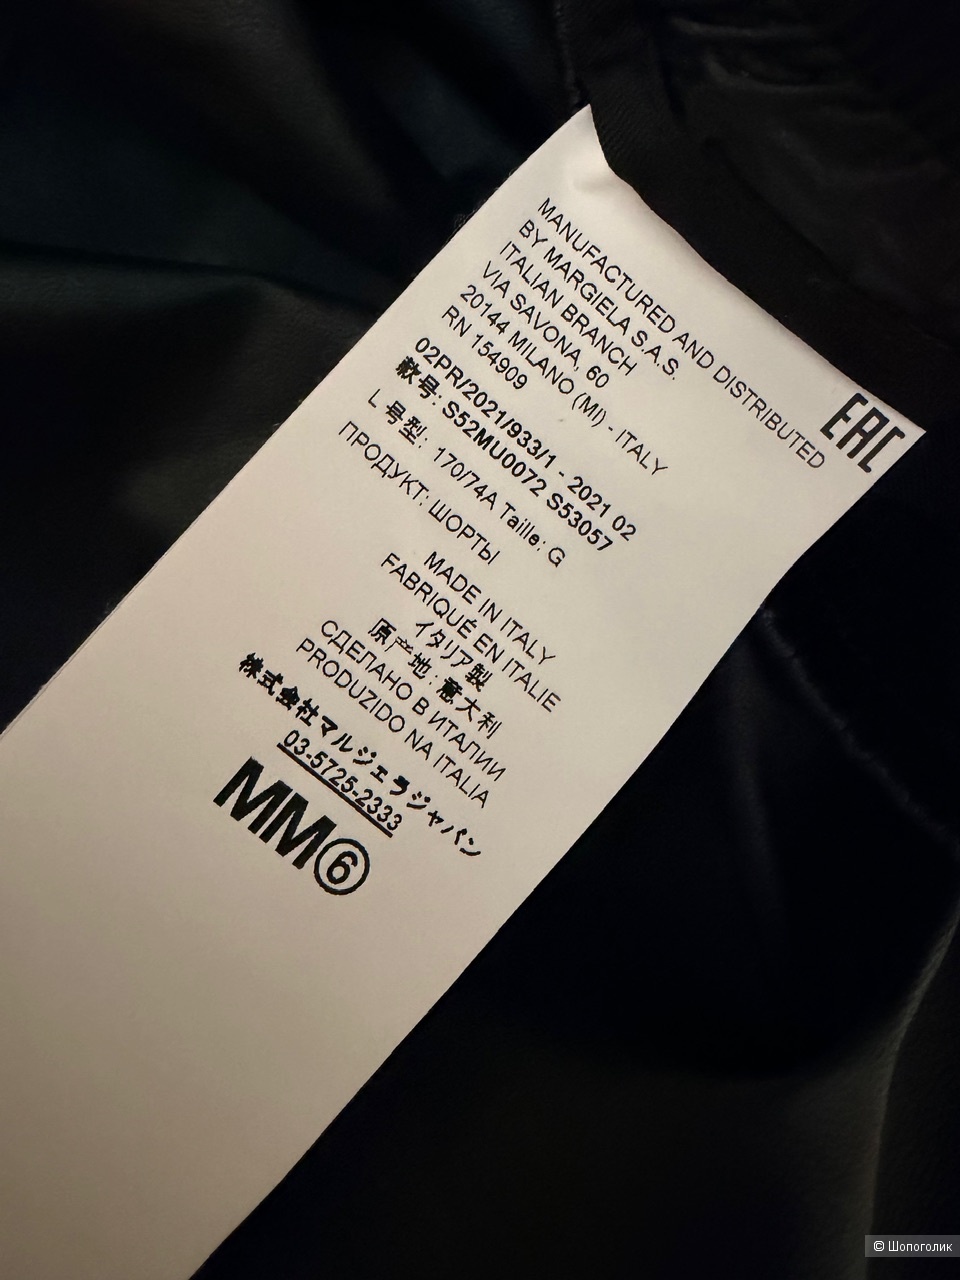 MANUFACTURED AND DISTRIBUTED
BY MARGIELA S.A.S.
ITALIAN BRANCH
VIA SAVONA, 60
20144 MILANO (MI) - ITALY
RN 154909
EAC
02PR/2021/933/1 - 2021 02
款号: S52MU0072 S53057
L 号型: 170/74A Taille: G
ПРОДУКТ: ШОРТЫ
MADE IN ITALY
FABRIQUÉ EN ITALIE
イタリア製
原产地: 意大利
СДЕЛАНО В ИТАЛИИ
PRODUZIDO NA ITALIA
株式会社マルジェラジャパン
03-5725-2333
MM⑥
© Шопоголик